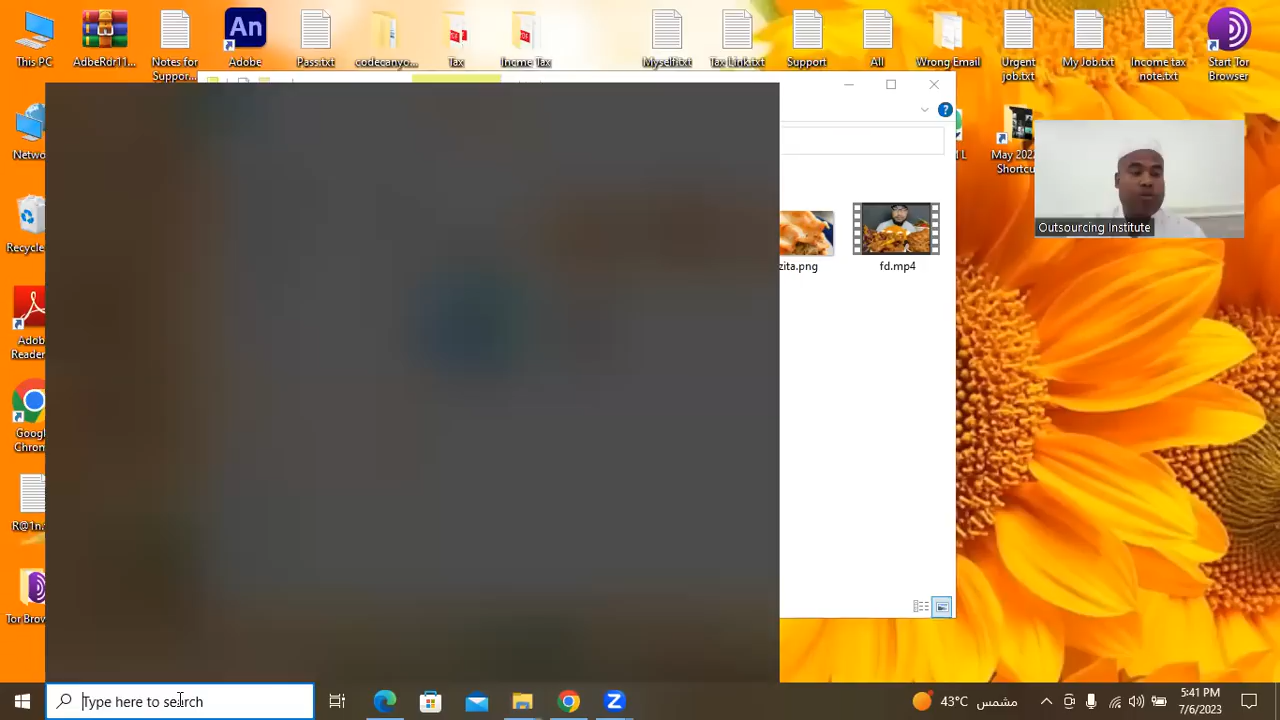 This PC
AdbeRdr11...
Notes for
Suppor...
An
Adobe
Pass.txt
codecanyo...
Tax
Incme Tax
Myself.txt
Tax Link.txt
Support
All
Wrong Email
Urgent
job.txt
My Job.txt
Income tax
note.txt
Start Tor
Browser
Netwo
Recycle
Adob
Reader
Goog
Chron
R@1n.
Tor Brow
May 202
Shortcu
Outsourcing Institute
zita.png
fd.mp4
Type here to search
43°C
مشمس
5:41 PM
7/6/2023